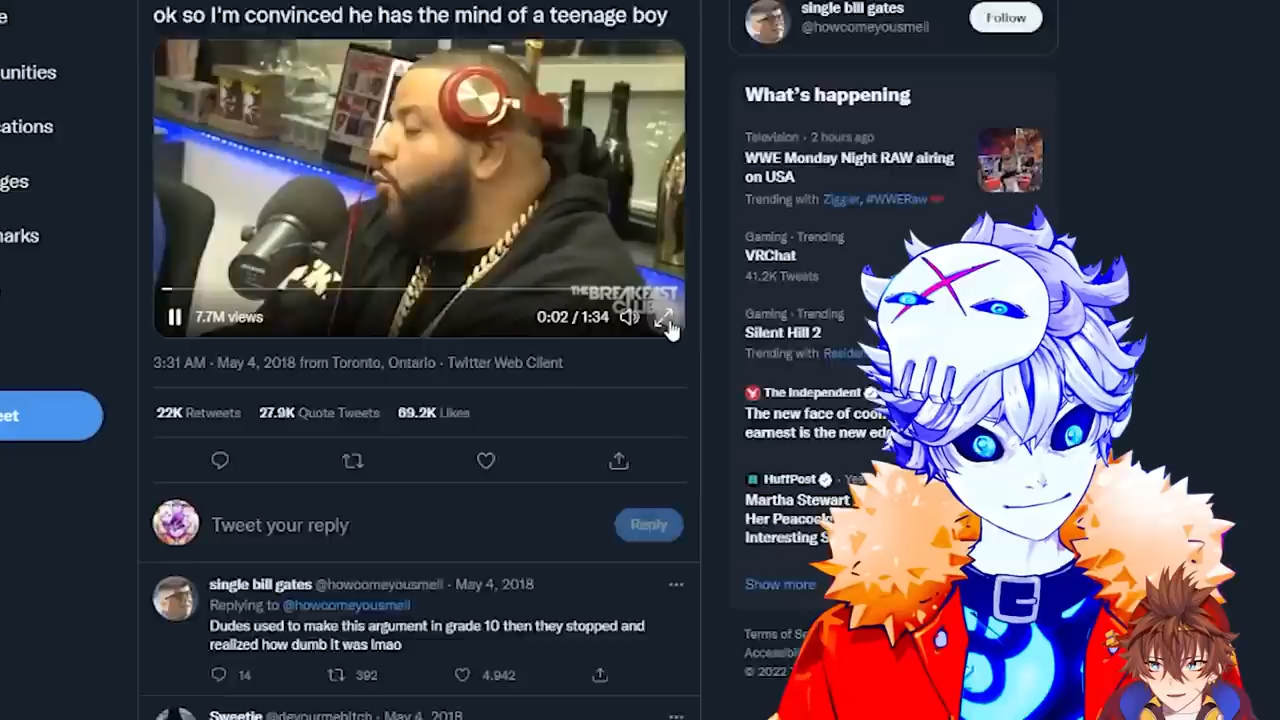 ok so I'm convinced he has the mind of a teenage boy
THE BREAKFAST
CLUB
7.7M views
0:02 / 1:34
3:31 AM · May 4, 2018 from Toronto, Ontario · Twitter Web Client
22K Retweets 27.9K Quote Tweets 69.2K Likes
Tweet your reply
Reply
single bill gates @howcomeyousmell · May 4, 2018
Replying to @howcomeyousmell
Dudes used to make this argument in grade 10 then they stopped and
realized how dumb it was lmao
14 392 4,942
Sweetie @devourmebitch · May 4, 2018
unities
cations
ges
arks
eet
single bill gates
@howcomeyousmell
Follow
What's happening
Television · 2 hours ago
WWE Monday Night RAW airing
on USA
Trending with Ziggler, #WWERaw
Gaming · Trending
VRChat
41.2K Tweets
Gaming · Trending
Silent Hill 2
Trending with
The Independent
The new face of
earnest is the new
HuffPost
Martha Stewart
Her
Interesting
Show more
Terms of
© 2022